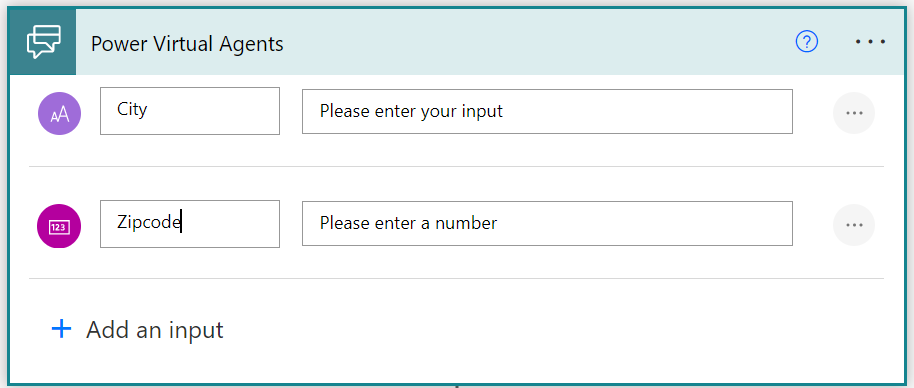 Power Virtual Agents
?
AA
City
Please enter your input
123
Zipcode
Please enter a number
+ Add an input